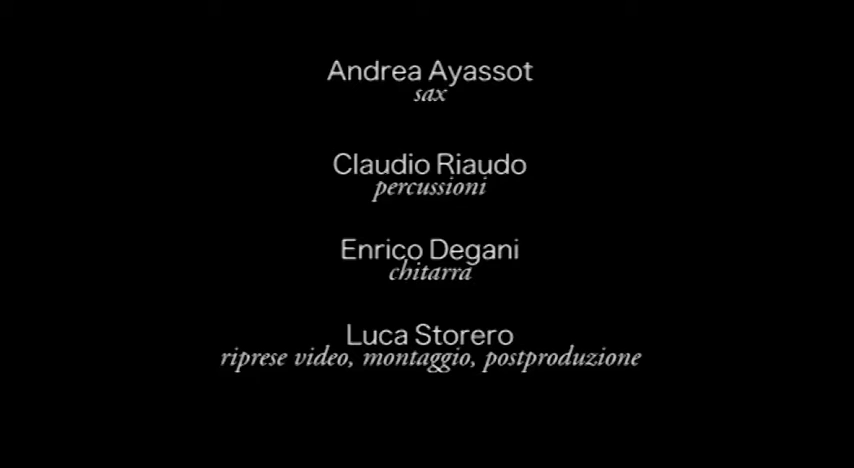 Andrea Ayassot
sax
Claudio Riaudo
percussioni
Enrico Degani
chitarra
Luca Storero
riprese video, montaggio, postproduzione